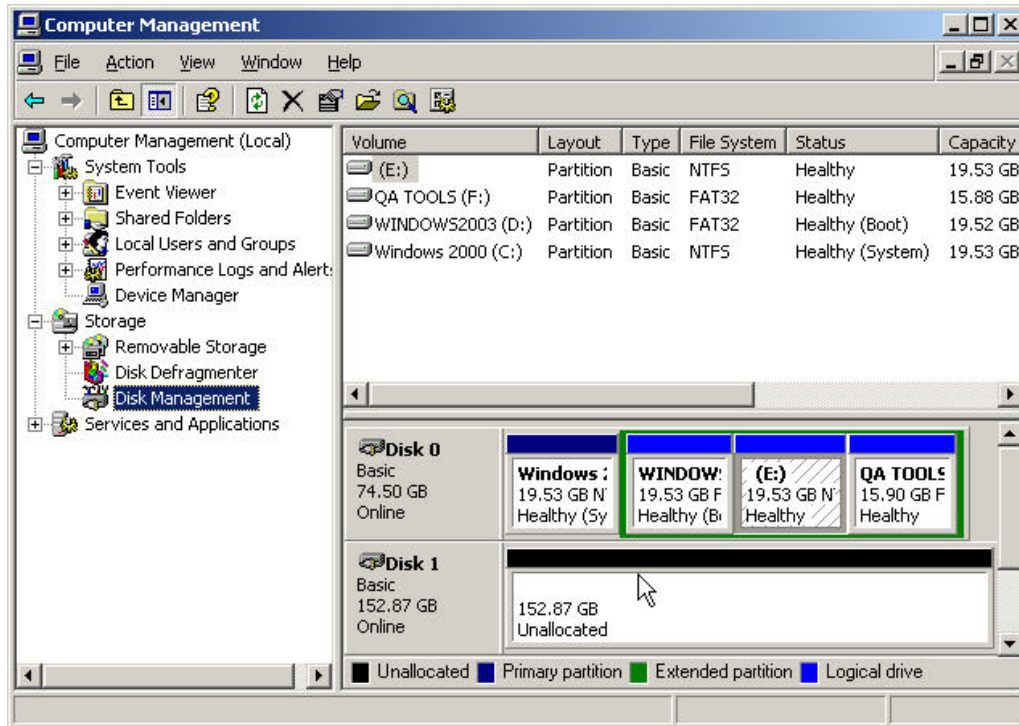 Computer Management
File Action View Window Help
Computer Management (Local)
System Tools
Event Viewer
Shared Folders
Local Users and Groups
Performance Logs and Alert
Device Manager
Storage
Removable Storage
Disk Defragmenter
Disk Management
Services and Applications
Volume Layout Type File System Status Capacity
(E:) Partition Basic NTFS Healthy 19.53 GB
QA TOOLS (F:) Partition Basic FAT32 Healthy 15.88 GB
WINDOWS2003 (D:) Partition Basic FAT32 Healthy (Boot) 19.52 GB
Windows 2000 (C:) Partition Basic NTFS Healthy (System) 19.53 GB
Disk 0
Basic
74.50 GB
Online
Windows
19.53 GB N
Healthy (Sy
WINDOW
19.53 GB F
Healthy (B
(E:)
19.53 GB N
Healthy
QA TOOLS
15.90 GB F
Healthy
Disk 1
Basic
152.87 GB
Online
152.87 GB
Unallocated
Unallocated Primary partition Extended partition Logical drive